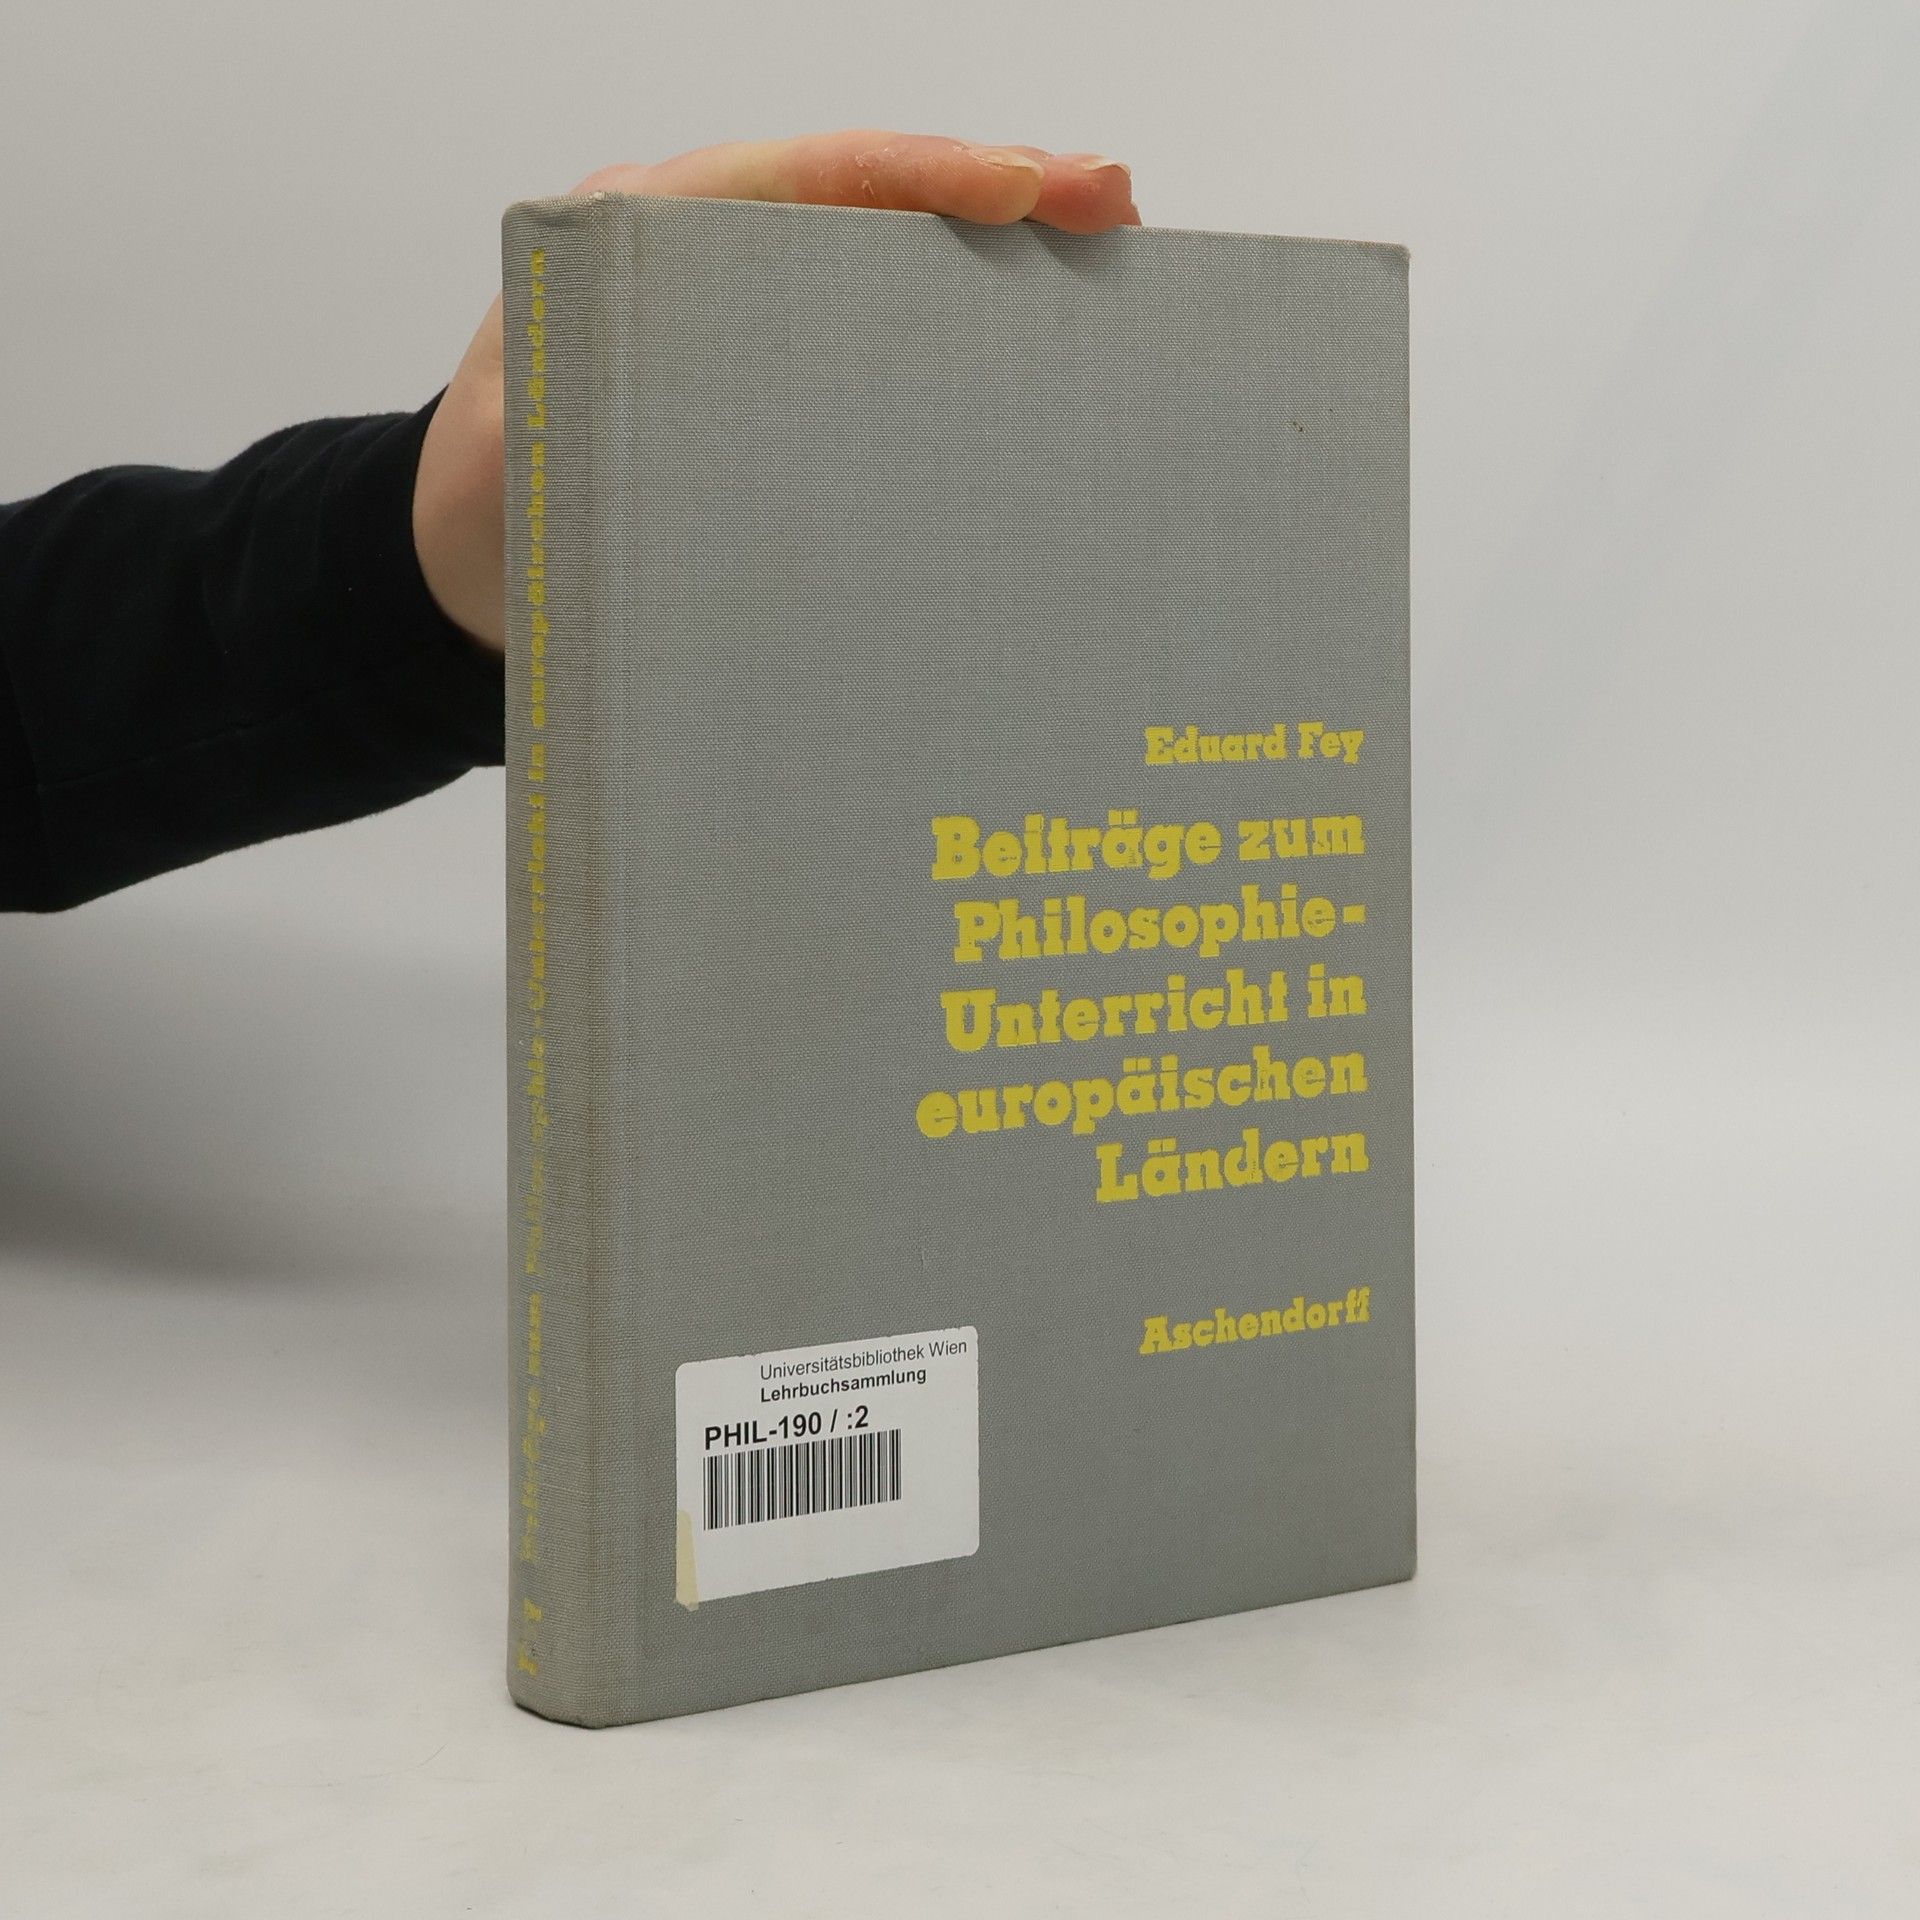 Eduard Fey
Beiträge zum
Philosophie-
Unterricht in
europäischen
Ländern
Aschendorff
Universitätsbibliothek Wien
Lehrbuchsammlung
PHIL-190 / :2
Fey Beiträge zum Philosophie-Unterricht in europäischen Ländern